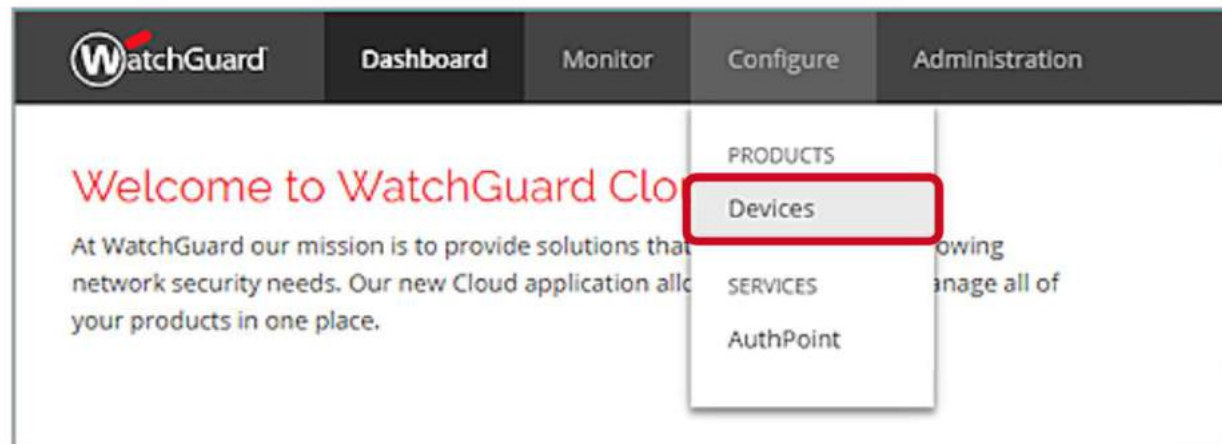 WatchGuard Dashboard Monitor Configure Administration
PRODUCTS
Welcome to WatchGuard Clo
Devices
At WatchGuard our mission is to provide solutions that owing
network security needs. Our new Cloud application allo SERVICES anage all of
your products in one place.
AuthPoint